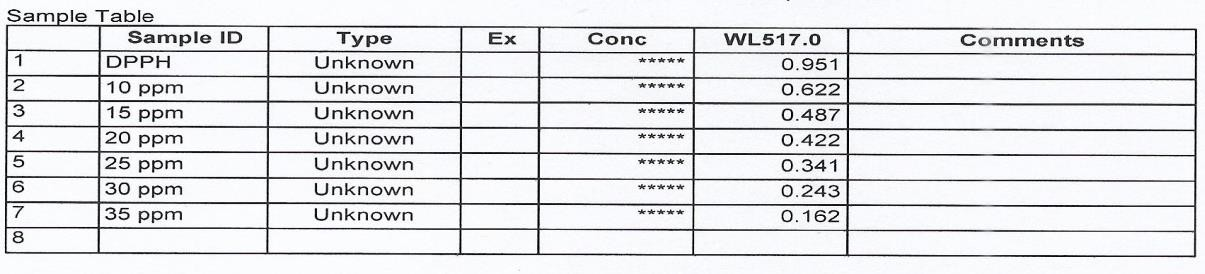 Sample Table
Sample ID Type Ex Conc WL517.0 Comments
1 DPPH Unknown ***** 0.951
2 10 ppm Unknown ***** 0.622
3 15 ppm Unknown ***** 0.487
4 20 ppm Unknown ***** 0.422
5 25 ppm Unknown ***** 0.341
6 30 ppm Unknown ***** 0.243
7 35 ppm Unknown ***** 0.162
8